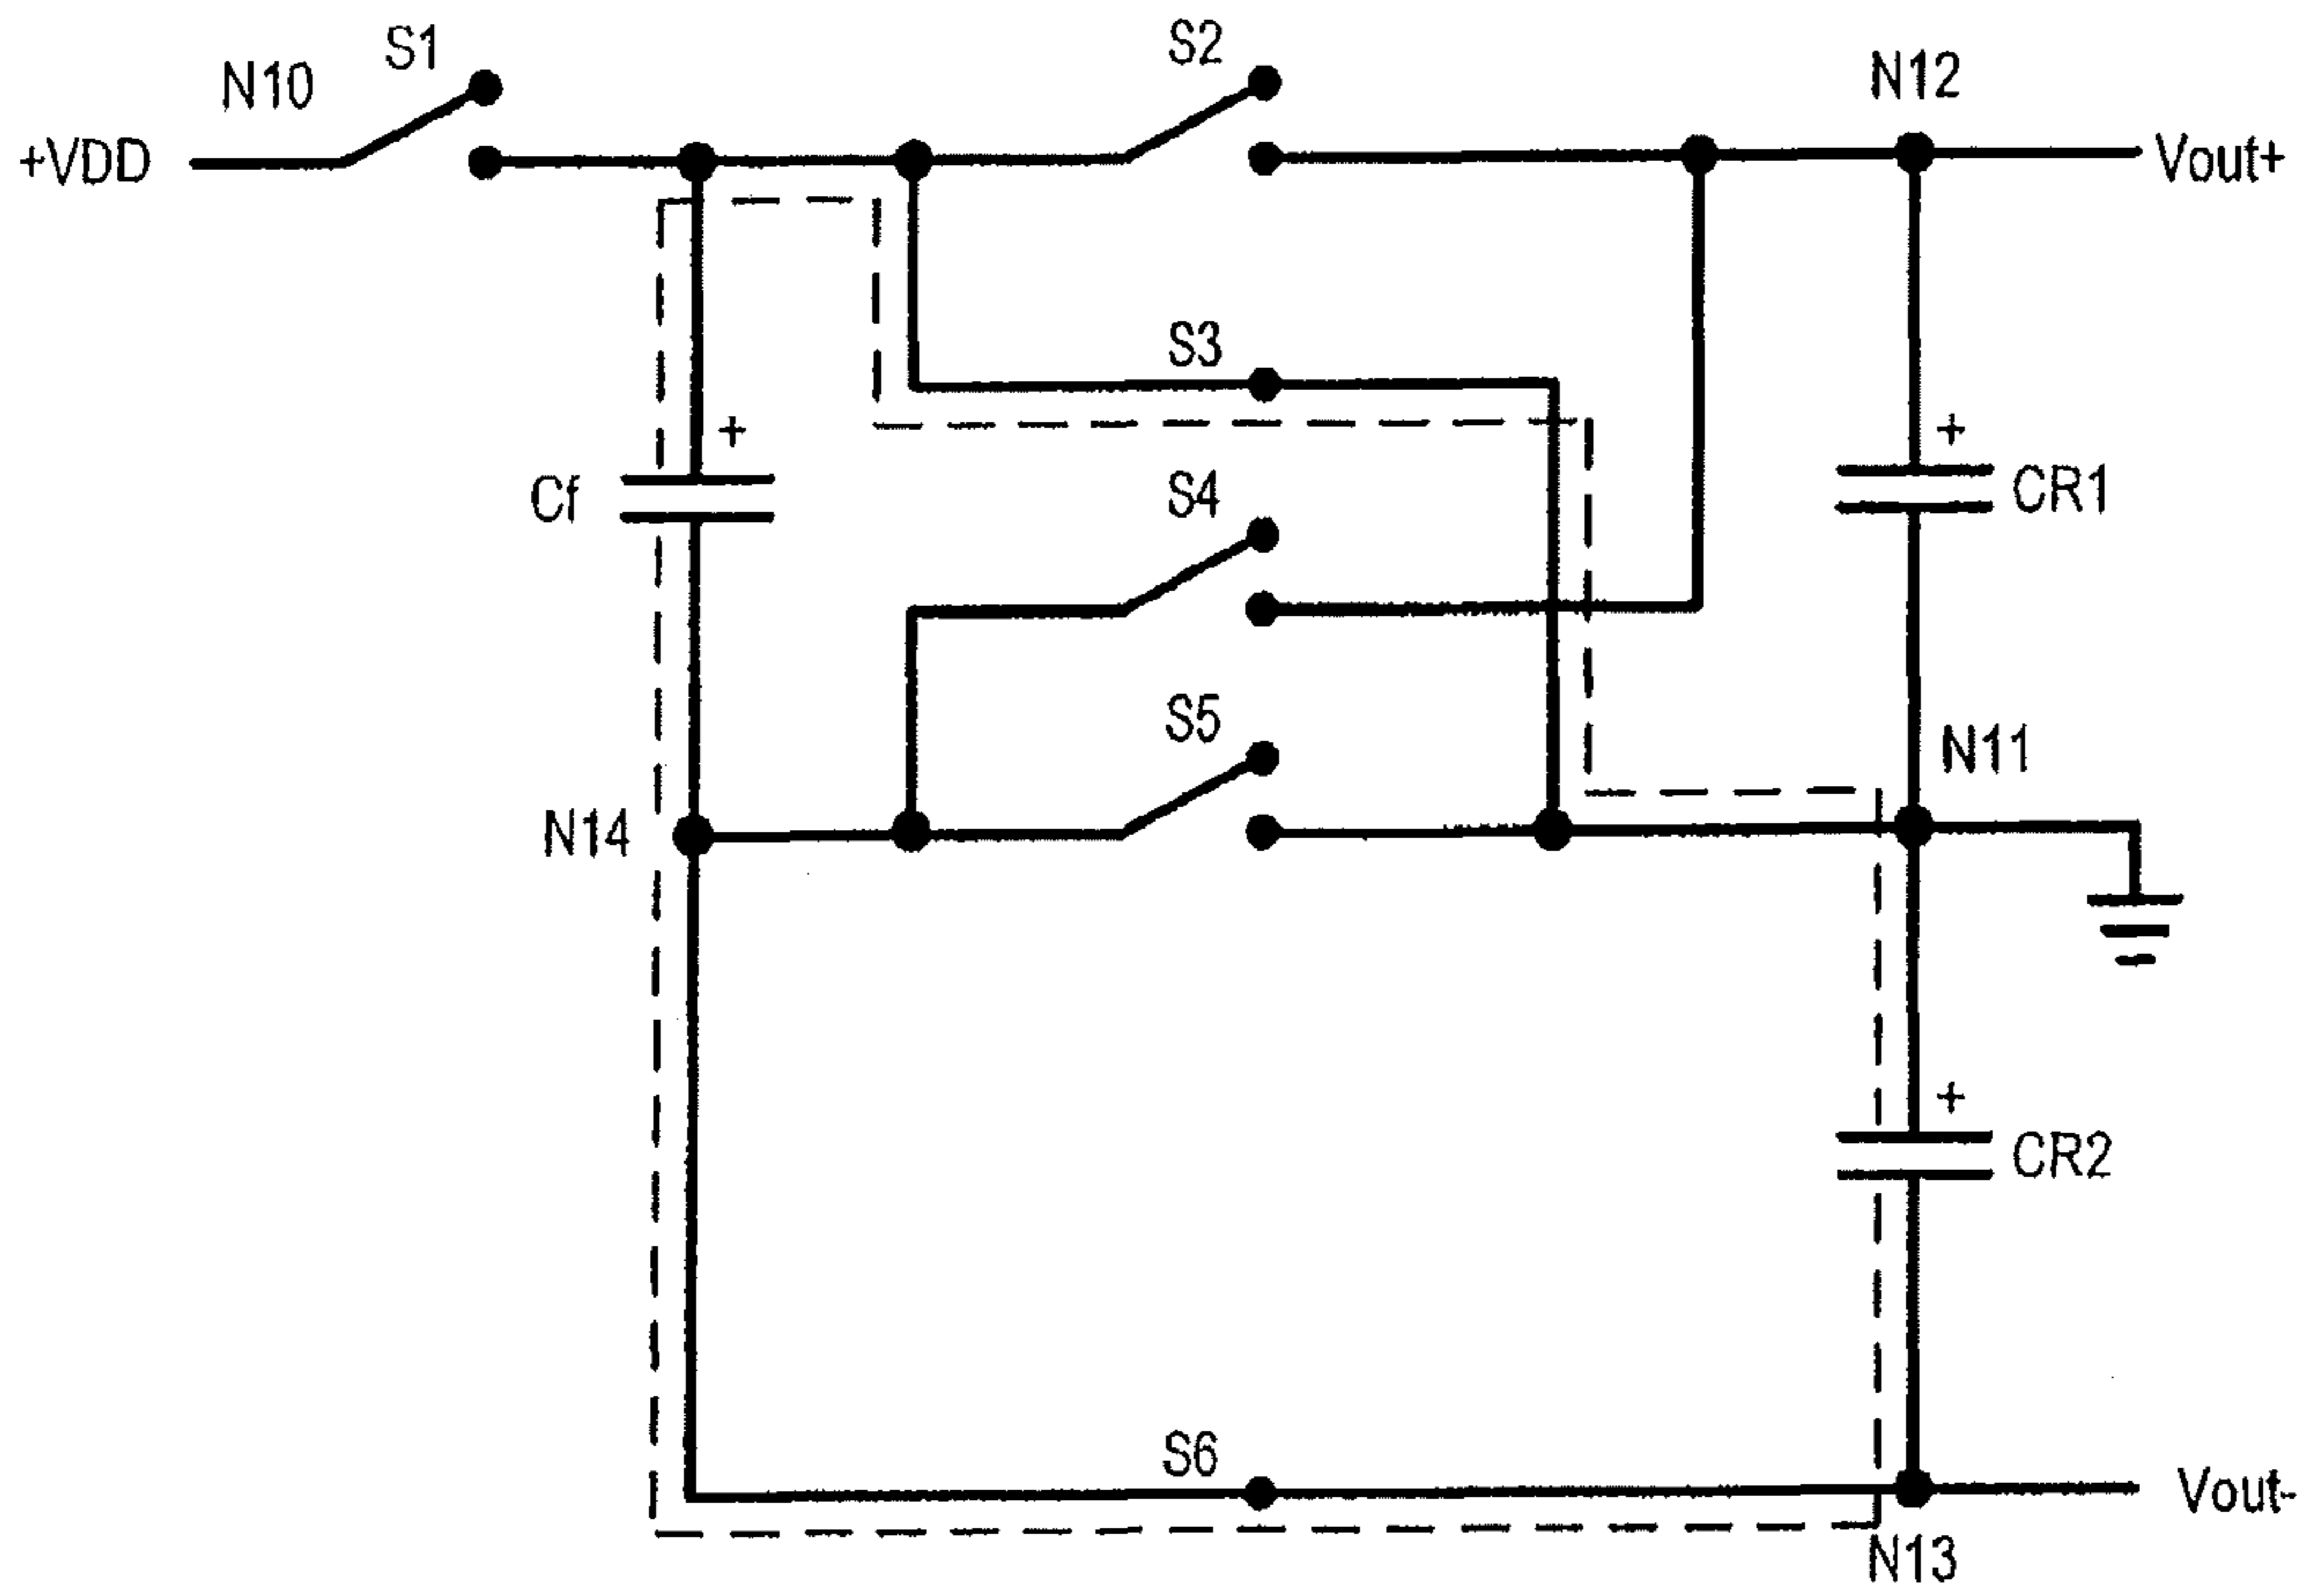 S1
S2
N10
N12
+VDD
Vout+
S3
+
+
Cf
S4
CR1
S5
N11
N14
+
CR2
S6
Vout-
N13